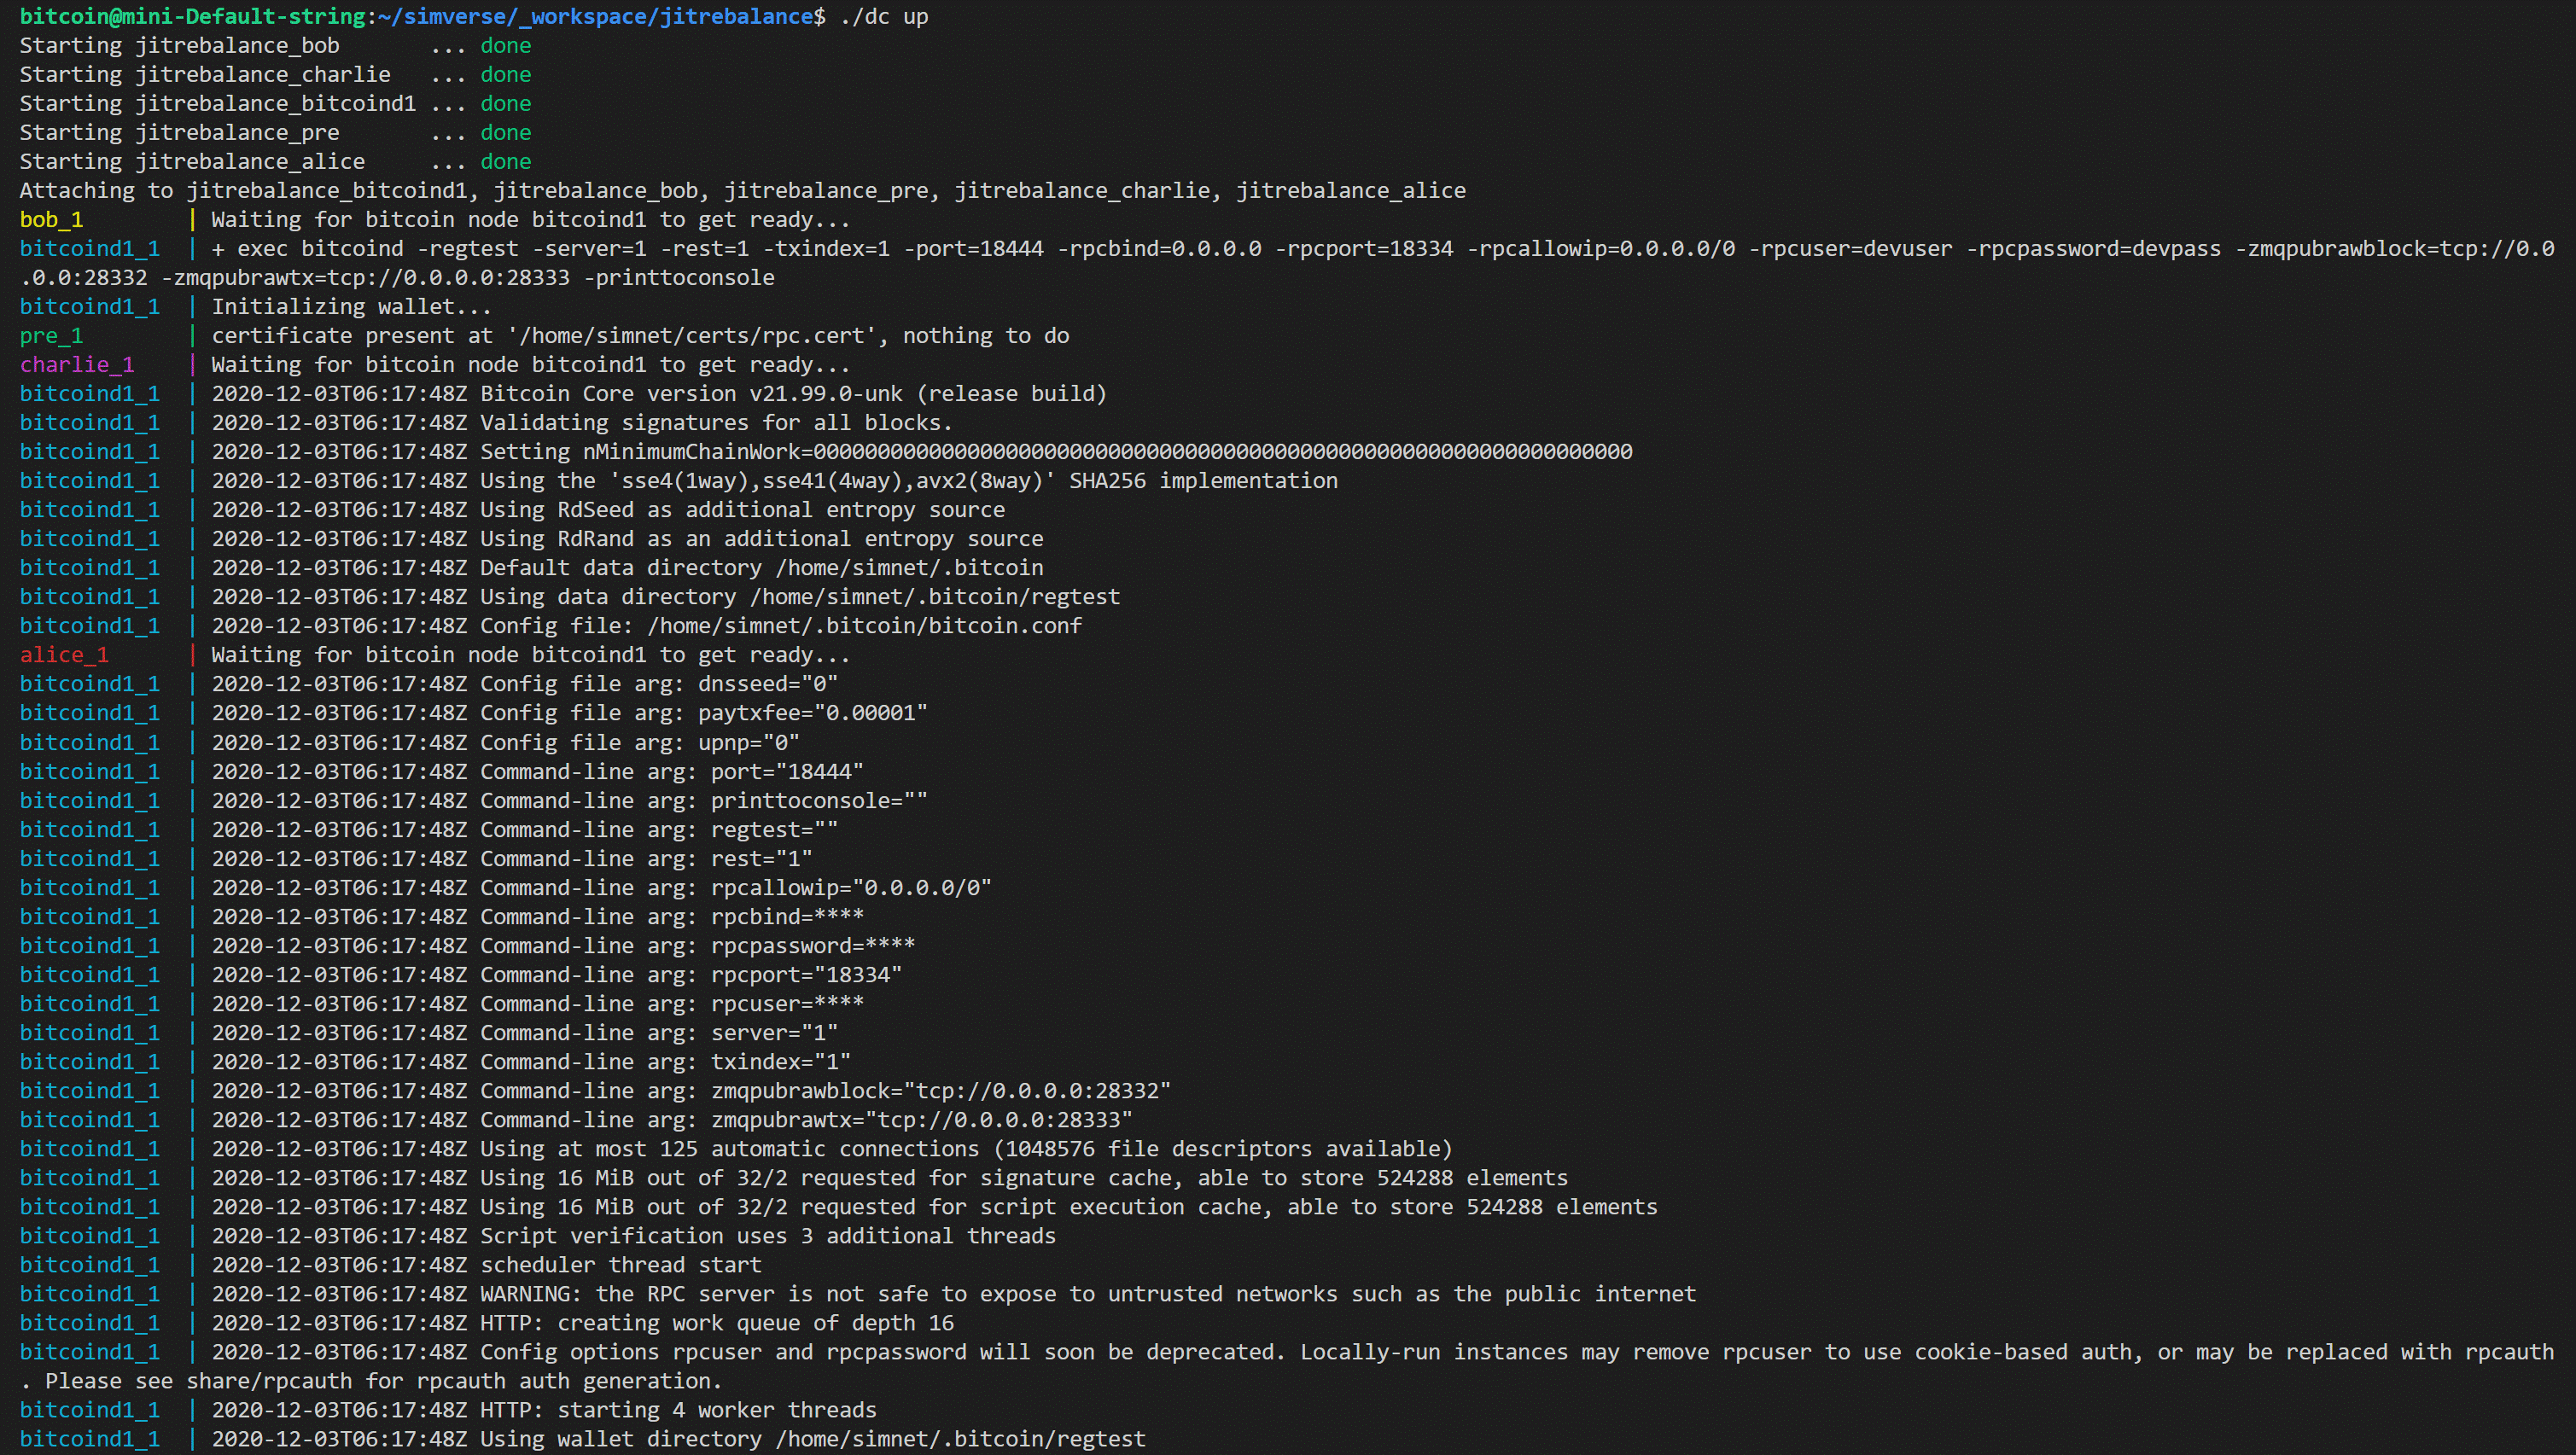 bitcoin@mini-Default-string:~/simverse/_workspace/jitrebalance$ ./dc up
Starting jitrebalance_bob       ... done
Starting jitrebalance_charlie   ... done
Starting jitrebalance_bitcoind1 ... done
Starting jitrebalance_pre       ... done
Starting jitrebalance_alice     ... done
Attaching to jitrebalance_bitcoind1, jitrebalance_bob, jitrebalance_pre, jitrebalance_charlie, jitrebalance_alice
bob_1        | Waiting for bitcoin node bitcoind1 to get ready...
bitcoind1_1  | + exec bitcoind -regtest -server=1 -rest=1 -txindex=1 -port=18444 -rpcbind=0.0.0.0 -rpcport=18334 -rpcallowip=0.0.0.0/0 -rpcuser=devuser -rpcpassword=devpass -zmqpubrawblock=tcp://0.0
.0.0:28332 -zmqpubrawtx=tcp://0.0.0.0:28333 -printtoconsole
bitcoind1_1  | Initializing wallet...
pre_1        | certificate present at '/home/simnet/certs/rpc.cert', nothing to do
charlie_1    | Waiting for bitcoin node bitcoind1 to get ready...
bitcoind1_1  | 2020-12-03T06:17:48Z Bitcoin Core version v21.99.0-unk (release build)
bitcoind1_1  | 2020-12-03T06:17:48Z Validating signatures for all blocks.
bitcoind1_1  | 2020-12-03T06:17:48Z Setting nMinimumChainWork=0000000000000000000000000000000000000000000000000000000000000000
bitcoind1_1  | 2020-12-03T06:17:48Z Using the 'sse4(1way),sse41(4way),avx2(8way)' SHA256 implementation
bitcoind1_1  | 2020-12-03T06:17:48Z Using RdSeed as additional entropy source
bitcoind1_1  | 2020-12-03T06:17:48Z Using RdRand as an additional entropy source
bitcoind1_1  | 2020-12-03T06:17:48Z Default data directory /home/simnet/.bitcoin
bitcoind1_1  | 2020-12-03T06:17:48Z Using data directory /home/simnet/.bitcoin/regtest
bitcoind1_1  | 2020-12-03T06:17:48Z Config file: /home/simnet/.bitcoin/bitcoin.conf
alice_1      | Waiting for bitcoin node bitcoind1 to get ready...
bitcoind1_1  | 2020-12-03T06:17:48Z Config file arg: dnsseed="0"
bitcoind1_1  | 2020-12-03T06:17:48Z Config file arg: paytxfee="0.00001"
bitcoind1_1  | 2020-12-03T06:17:48Z Config file arg: upnp="0"
bitcoind1_1  | 2020-12-03T06:17:48Z Command-line arg: port="18444"
bitcoind1_1  | 2020-12-03T06:17:48Z Command-line arg: printtoconsole=""
bitcoind1_1  | 2020-12-03T06:17:48Z Command-line arg: regtest=""
bitcoind1_1  | 2020-12-03T06:17:48Z Command-line arg: rest="1"
bitcoind1_1  | 2020-12-03T06:17:48Z Command-line arg: rpcallowip="0.0.0.0/0"
bitcoind1_1  | 2020-12-03T06:17:48Z Command-line arg: rpcbind=****
bitcoind1_1  | 2020-12-03T06:17:48Z Command-line arg: rpcpassword=****
bitcoind1_1  | 2020-12-03T06:17:48Z Command-line arg: rpcport="18334"
bitcoind1_1  | 2020-12-03T06:17:48Z Command-line arg: rpcuser=****
bitcoind1_1  | 2020-12-03T06:17:48Z Command-line arg: server="1"
bitcoind1_1  | 2020-12-03T06:17:48Z Command-line arg: txindex="1"
bitcoind1_1  | 2020-12-03T06:17:48Z Command-line arg: zmqpubrawblock="tcp://0.0.0.0:28332"
bitcoind1_1  | 2020-12-03T06:17:48Z Command-line arg: zmqpubrawtx="tcp://0.0.0.0:28333"
bitcoind1_1  | 2020-12-03T06:17:48Z Using at most 125 automatic connections (1048576 file descriptors available)
bitcoind1_1  | 2020-12-03T06:17:48Z Using 16 MiB out of 32/2 requested for signature cache, able to store 524288 elements
bitcoind1_1  | 2020-12-03T06:17:48Z Using 16 MiB out of 32/2 requested for script execution cache, able to store 524288 elements
bitcoind1_1  | 2020-12-03T06:17:48Z Script verification uses 3 additional threads
bitcoind1_1  | 2020-12-03T06:17:48Z scheduler thread start
bitcoind1_1  | 2020-12-03T06:17:48Z WARNING: the RPC server is not safe to expose to untrusted networks such as the public internet
bitcoind1_1  | 2020-12-03T06:17:48Z HTTP: creating work queue of depth 16
bitcoind1_1  | 2020-12-03T06:17:48Z Config options rpcuser and rpcpassword will soon be deprecated. Locally-run instances may remove rpcuser to use cookie-based auth, or may be replaced with rpcauth
. Please see share/rpcauth for rpcauth auth generation.
bitcoind1_1  | 2020-12-03T06:17:48Z HTTP: starting 4 worker threads
bitcoind1_1  | 2020-12-03T06:17:48Z Using wallet directory /home/simnet/.bitcoin/regtest